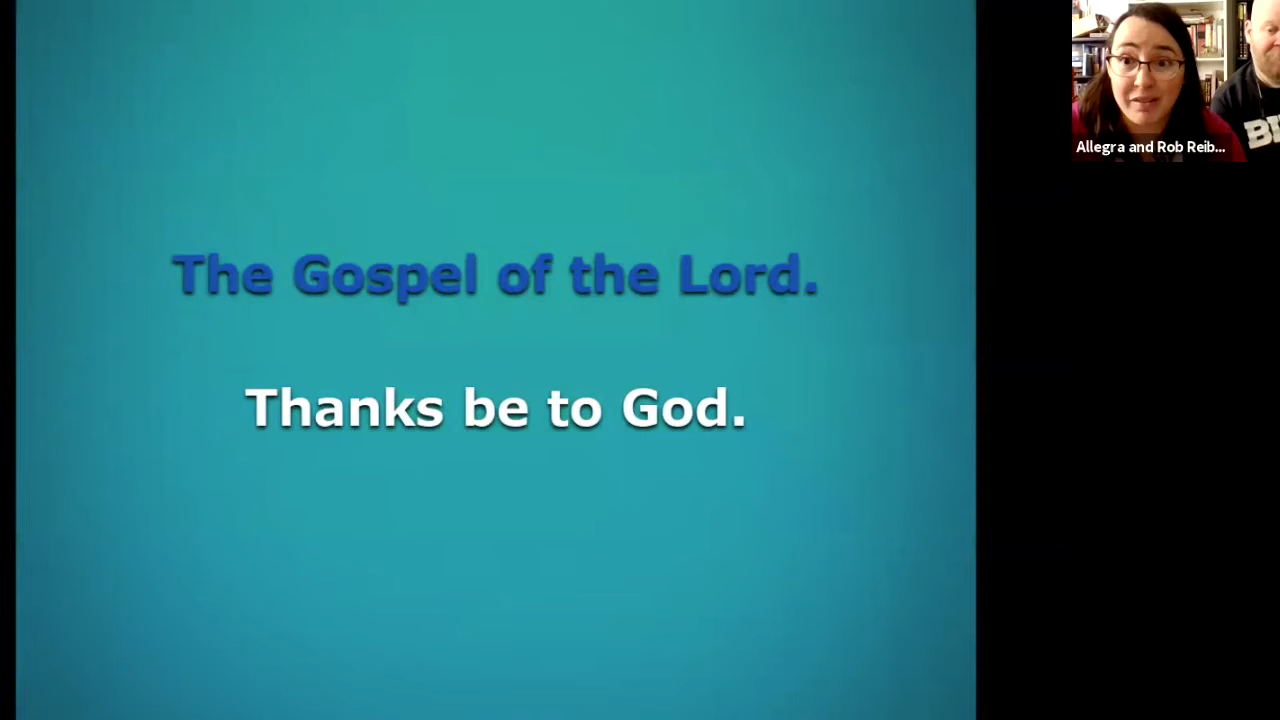 The Gospel of the Lord.
Thanks be to God.
Allegra and Rob Reib...